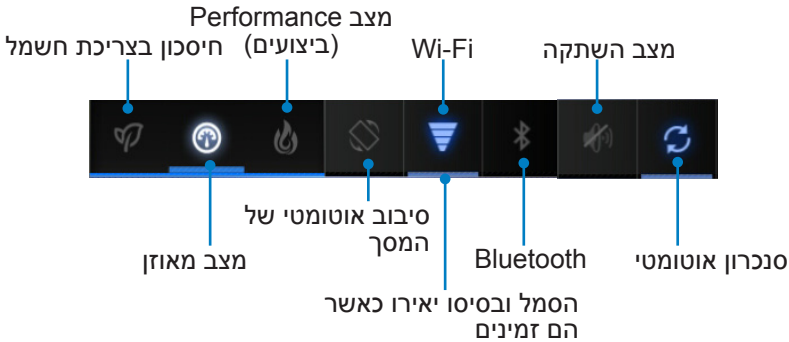 מצב Performance
(ביצועים)
חיסכון בצריכת חשמל
Wi-Fi
מצב השתקה
סיבוב אוטומטי של
המסך
מצב מאוזן
Bluetooth
סנכרון אוטומטי
הסמל ובסיסו יאירו כאשר
הם זמינים